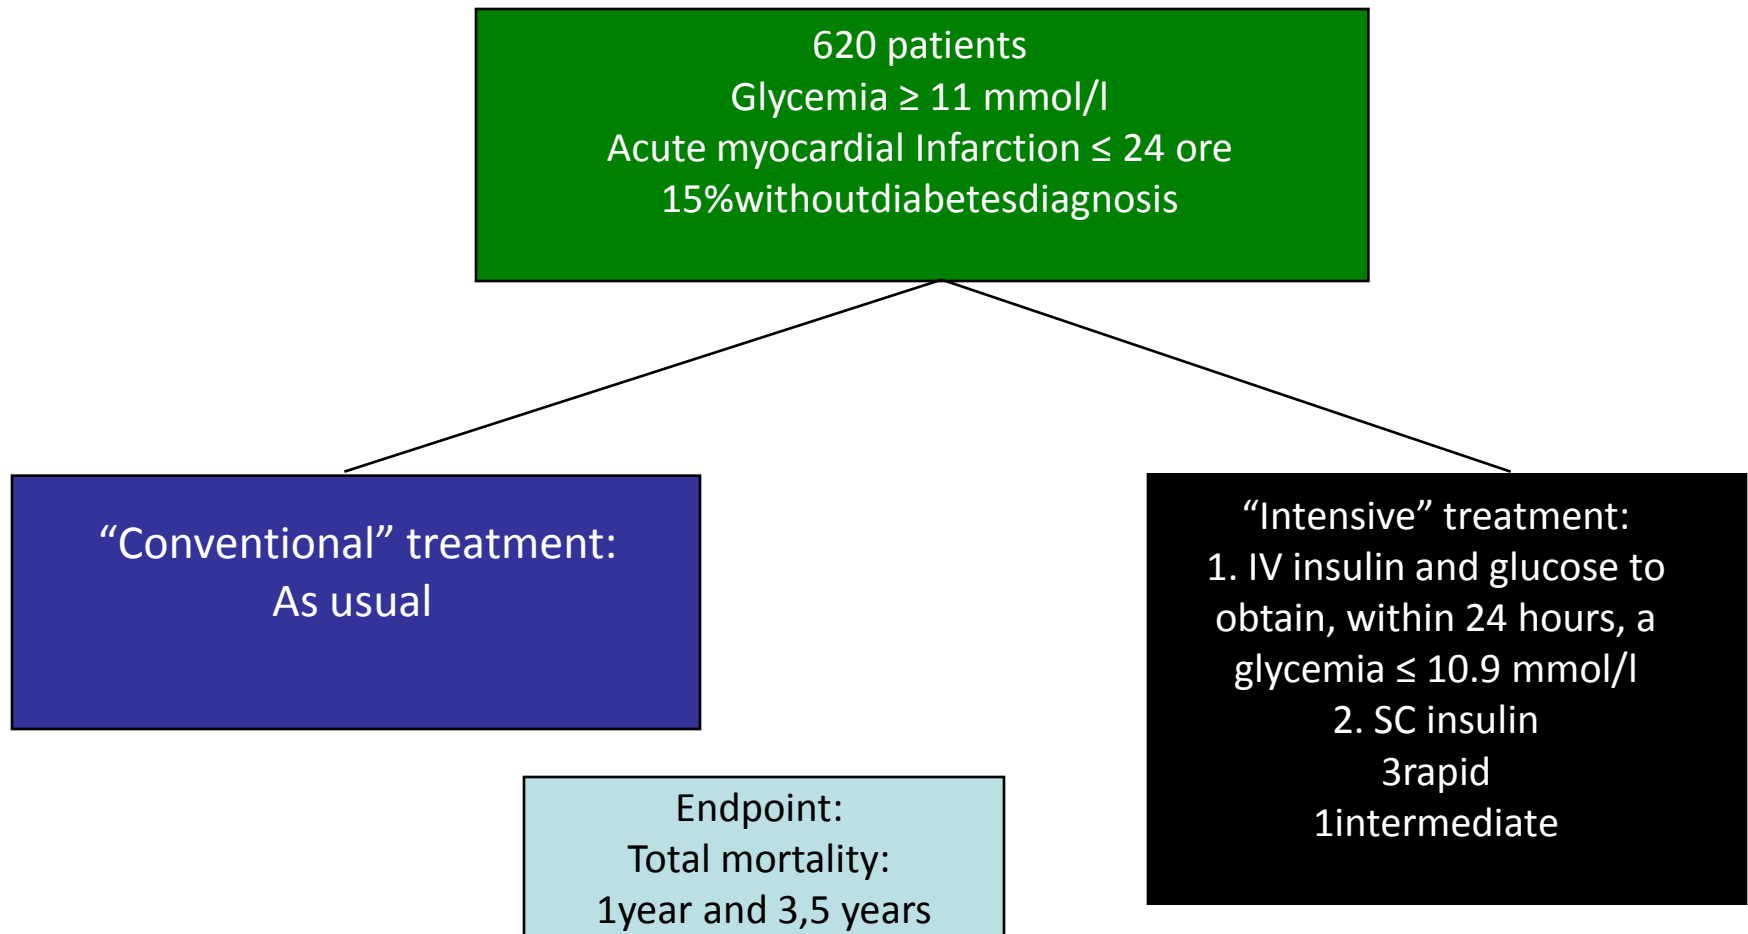 620 patients
Glycemia ≥ 11 mmol/l
Acute myocardial Infarction ≤ 24 ore
15%withoutdiabetesdiagnosis
“Conventional” treatment:
As usual
“Intensive” treatment:
1. IV insulin and glucose to
obtain, within 24 hours, a
glycemia ≤ 10.9 mmol/l
2. SC insulin
3rapid
1intermediate
Endpoint:
Total mortality:
1year and 3,5 years